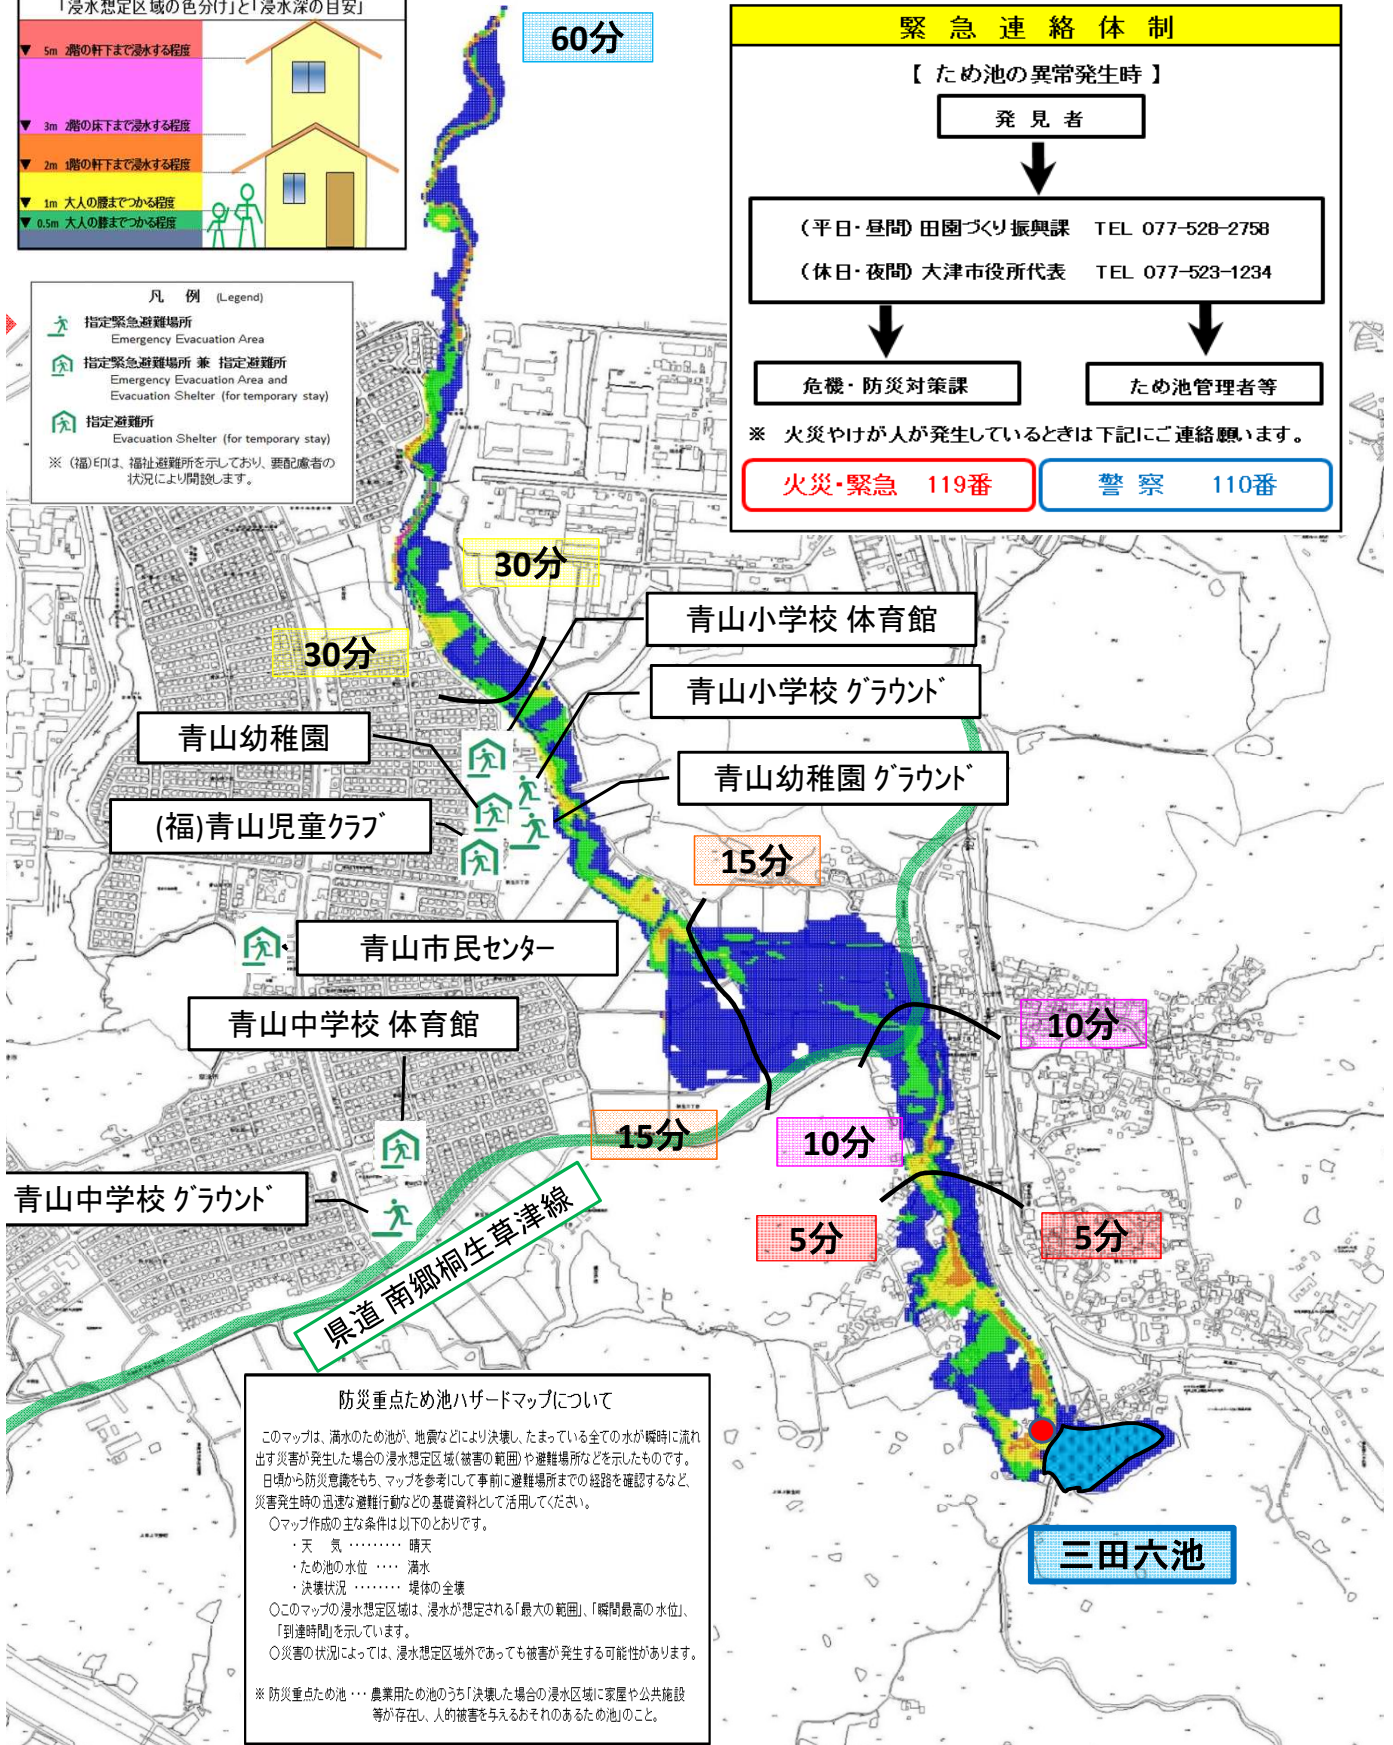 「浸水想定区域の色分け」と「浸水深の目安」
▼ 5m 2階の軒下まで浸水する程度
▼ 3m 2階の床下まで浸水する程度
▼ 2m 1階の軒下まで浸水する程度
▼ 1m 大人の腰までつかる程度
▼ 0.5m 大人の膝までつかる程度
凡 例 (Legend)
指定緊急避難場所
Emergency Evacuation Area
指定緊急避難場所 兼 指定避難所
Emergency Evacuation Area and
Evacuation Shelter (for temporary stay)
指定避難所
Evacuation Shelter (for temporary stay)
※ (福)印は、福祉避難所を示しており、要配慮者の
状況により開設します。
60分
緊 急 連 絡 体 制
【 ため池の異常発生時 】
発 見 者
(平日・昼間) 田園づくり振興課 TEL 077-528-2758
(休日・夜間) 大津市役所代表 TEL 077-523-1234
危機・防災対策課
ため池管理者等
※ 火災やけが人が発生しているときは下記にご連絡願います。
火災・緊急 119番
警 察 110番
30分
30分
青山小学校 体育館
青山小学校 グラウンド
青山幼稚園
青山幼稚園 グラウンド
(福)青山児童クラブ
15分
青山市民センター
青山中学校 体育館
10分
15分
10分
青山中学校 グラウンド
県道 南郷桐生草津線
5分
5分
三田六池
防災重点ため池ハザードマップについて
このマップは、満水のため池が、地震などにより決壊し、たまっている全ての水が瞬時に流れ
出す災害が発生した場合の浸水想定区域(被害の範囲)や避難場所などを示したものです。
日頃から防災意識をもち、マップを参考にして事前に避難場所までの経路を確認するなど、
災害発生時の迅速な避難行動などの基礎資料として活用してください。
○マップ作成の主な条件は以下のとおりです。
・天 気 ・・・・・・・・・ 晴天
・ため池の水位 ・・・・ 満水
・決壊状況 ・・・・・・・・ 堤体の全壊
○このマップの浸水想定区域は、浸水が想定される「最大の範囲」、「瞬間最高の水位」、
「到達時間」を示しています。
○災害の状況によっては、浸水想定区域外であっても被害が発生する可能性があります。
※ 防災重点ため池・・・ 農業用ため池のうち「決壊した場合の浸水区域に家屋や公共施設
等が存在し、人的被害を与えるおそれのあるため池」のこと。